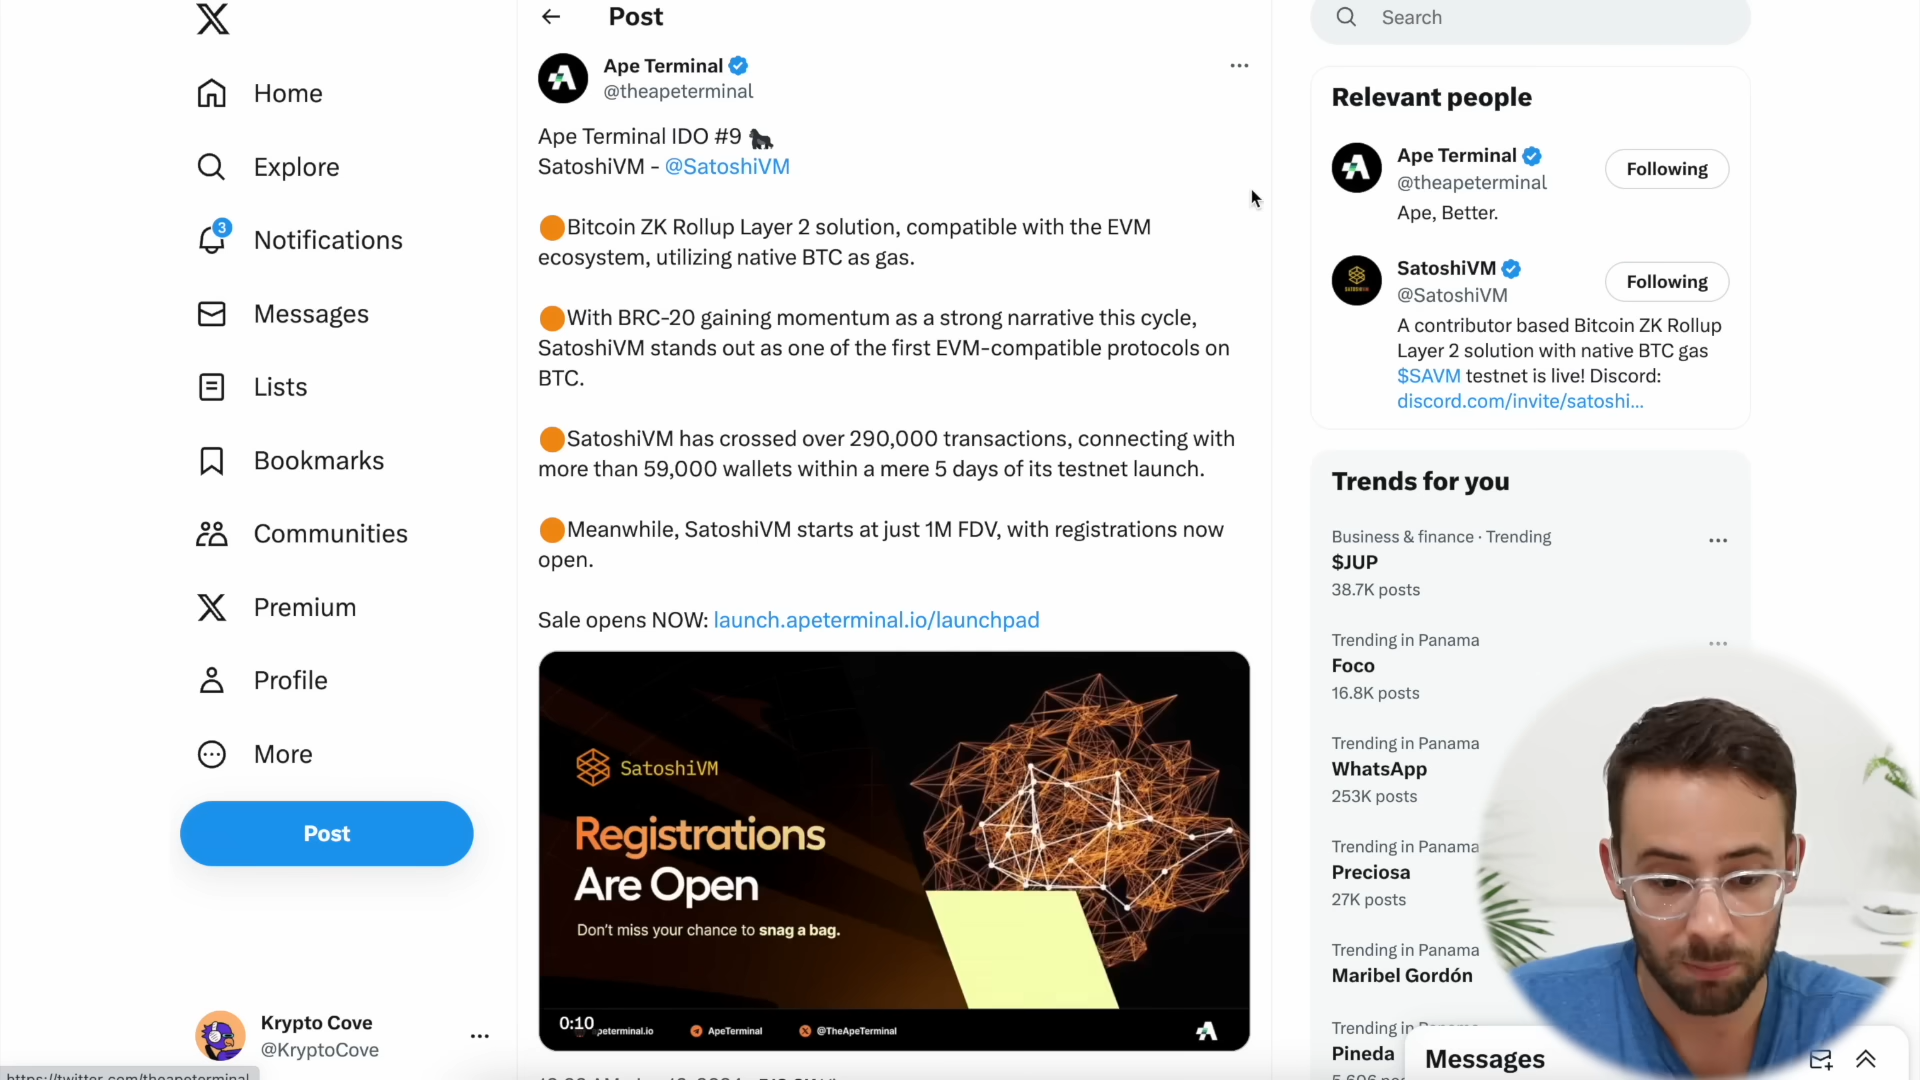 Home
Explore
3
Notifications
Messages
Lists
Bookmarks
Communities
Premium
Profile
More
Post
Krypto Cove
@KryptoCove
https://twitter.com/theapeterminal
Post
Ape Terminal
@theapeterminal
Ape Terminal IDO #9
SatoshiVM - @SatoshiVM
Bitcoin ZK Rollup Layer 2 solution, compatible with the EVM
ecosystem, utilizing native BTC as gas.
With BRC-20 gaining momentum as a strong narrative this cycle,
SatoshiVM stands out as one of the first EVM-compatible protocols on
BTC.
SatoshiVM has crossed over 290,000 transactions, connecting with
more than 59,000 wallets within a mere 5 days of its testnet launch.
Meanwhile, SatoshiVM starts at just 1M FDV, with registrations now
open.
Sale opens NOW: launch.apeterminal.io/launchpad
SatoshiVM
Registrations
Are Open
Don't miss your chance to snag a bag.
0:10
peterminal.io
ApeTerminal
@TheApeTerminal
Search
Relevant people
Ape Terminal
@theapeterminal
Following
Ape, Better.
SatoshiVM
@SatoshiVM
Following
A contributor based Bitcoin ZK Rollup
Layer 2 solution with native BTC gas
$SAVM testnet is live! Discord:
discord.com/invite/satoshi...
Trends for you
Business & finance · Trending
$JUP
38.7K posts
Trending in Panama
Foco
16.8K posts
Trending in Panama
WhatsApp
253K posts
Trending in Panama
Preciosa
27K posts
Trending in Panama
Maribel Gordón
Trending in
Pineda
Messages